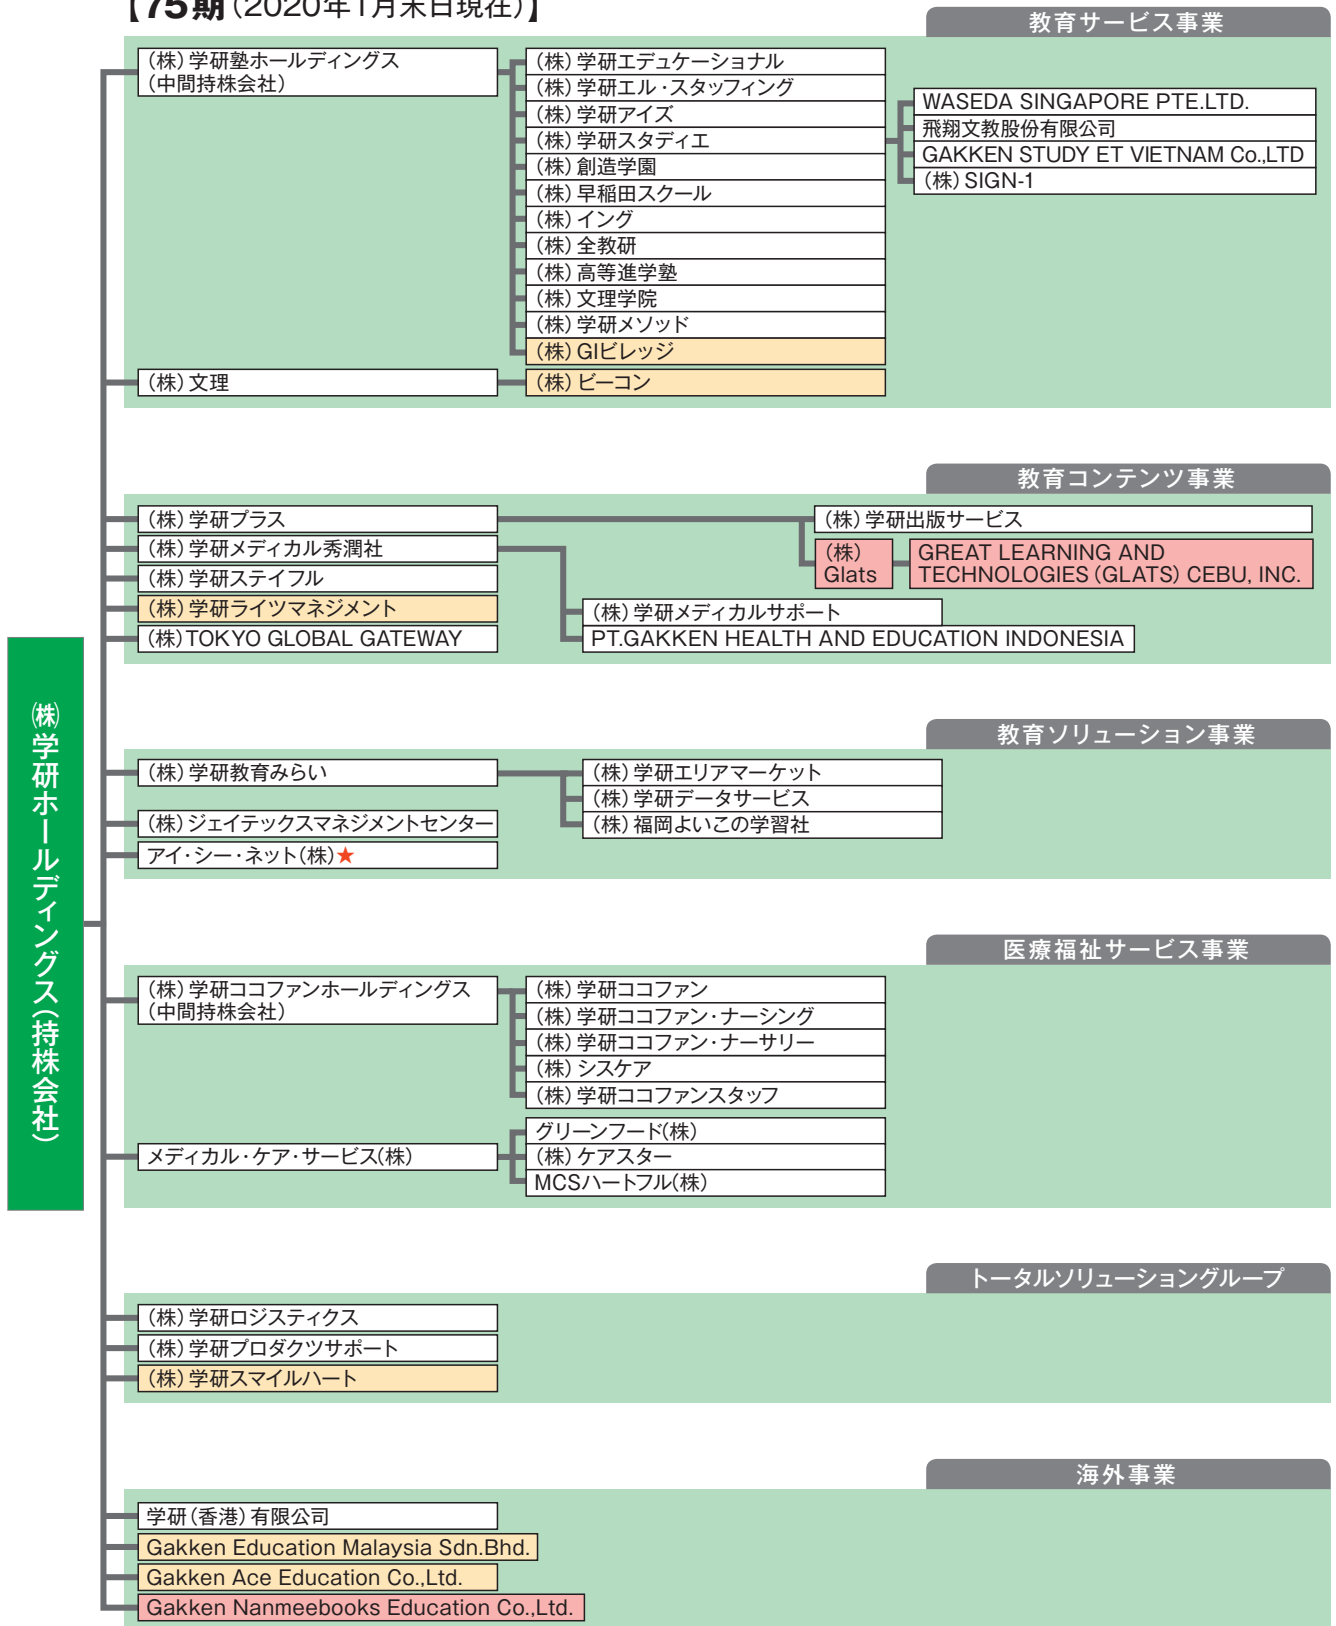 【75期（2020年1月末日現在）】
教育サービス事業
（株）学研塾ホールディングス
（中間持株会社）
（株）学研エデュケーショナル
（株）学研エル・スタッフィング
（株）学研アイズ
（株）学研スタディエ
（株）創造学園
（株）早稲田スクール
（株）イング
（株）全教研
（株）高等進学塾
（株）文理学院
（株）学研メソッド
（株）GIビレッジ
WASEDA SINGAPORE PTE.LTD.
飛翔文教股份有限公司
GAKKEN STUDY ET VIETNAM Co.,LTD
（株）SIGN-1
（株）文理
（株）ビーコン
教育コンテンツ事業
（株）学研プラス
（株）学研メディカル秀潤社
（株）学研ステイフル
（株）学研ライツマネジメント
（株）TOKYO GLOBAL GATEWAY
（株）学研出版サービス
（株）
Glats
GREAT LEARNING AND
TECHNOLOGIES (GLATS) CEBU, INC.
（株）学研メディカルサポート
PT.GAKKEN HEALTH AND EDUCATION INDONESIA
㈱学研ホールディングス（持株会社）
教育ソリューション事業
（株）学研教育みらい
（株）ジェイテックスマネジメントセンター
アイ・シー・ネット（株）★
（株）学研エリアマーケット
（株）学研データサービス
（株）福岡よいこの学習社
医療福祉サービス事業
（株）学研ココファンホールディングス
（中間持株会社）
（株）学研ココファン
（株）学研ココファン・ナーシング
（株）学研ココファン・ナーサリー
（株）シスケア
（株）学研ココファンスタッフ
メディカル・ケア・サービス(株)
グリーンフード(株)
（株）ケアスター
MCSハートフル(株)
トータルソリューショングループ
（株）学研ロジスティクス
（株）学研プロダクツサポート
（株）学研スマイルハート
海外事業
学研（香港）有限公司
Gakken Education Malaysia Sdn.Bhd.
Gakken Ace Education Co.,Ltd.
Gakken Nanmeebooks Education Co.,Ltd.